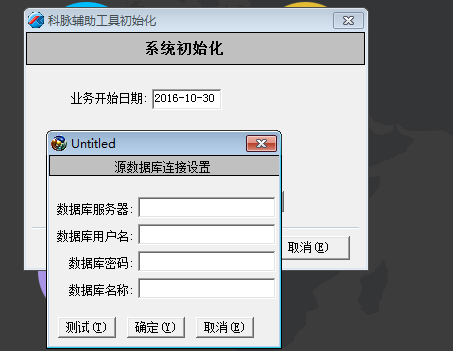 科脉辅助工具初始化
系统初始化
业务开始日期: 2016-10-30
Untitled
源数据库连接设置
数据库服务器:
数据库用户名:
数据库密码:
数据库名称:
取消(E)
测试(T) 确定(Y) 取消(E)